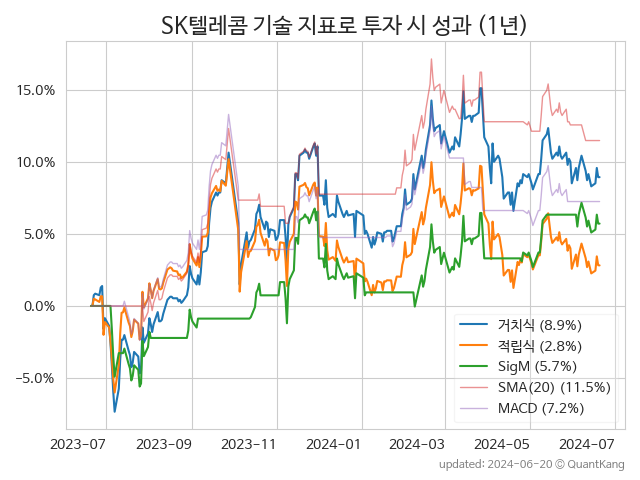 SK텔레콤 기술 지표로 투자 시 성과 (1년)
15.0%
10.0%
5.0%
0.0%
−5.0%
거치식 (8.9%)
적립식 (2.8%)
SigM (5.7%)
SMA(20) (11.5%)
MACD (7.2%)
2023-07 2023-09 2023-11 2024-01 2024-03 2024-05 2024-07
updated: 2024-06-20 © QuantKang